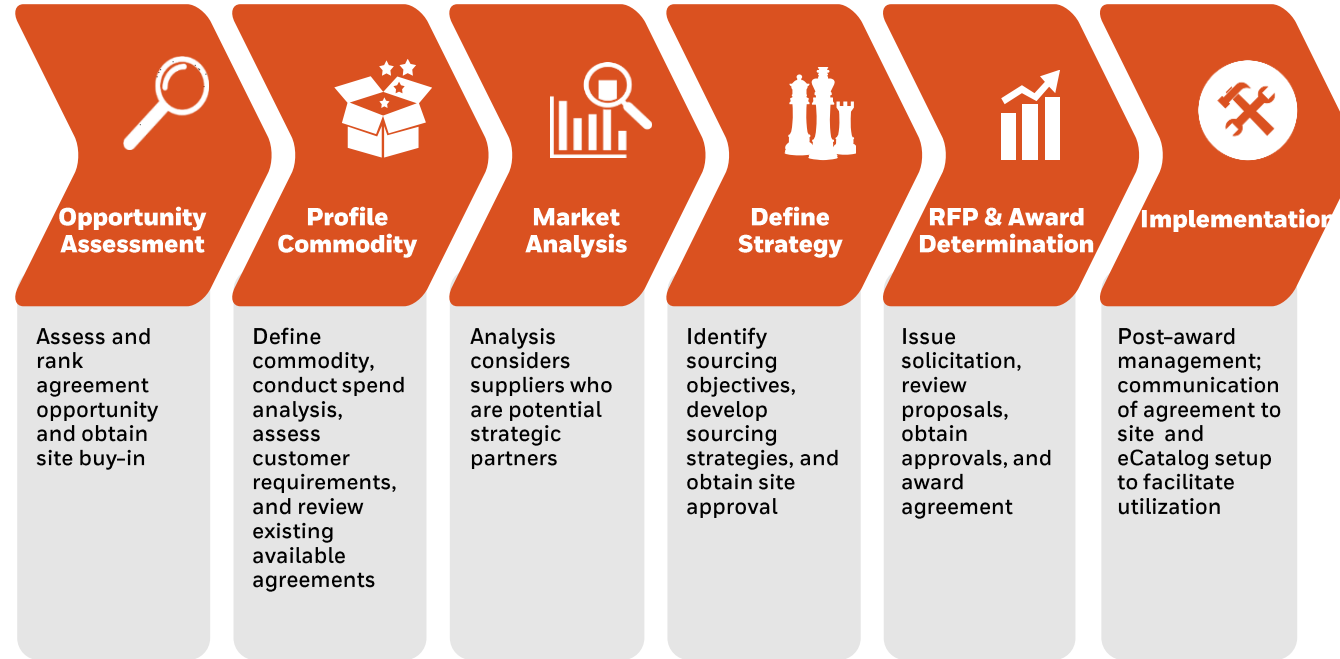 Opportunity
Assessment
Assess and
rank
agreement
opportunity
and obtain
site buy-in
Profile
Commodity
Define
commodity,
conduct spend
analysis,
assess
customer
requirements,
and review
existing
available
agreements
Market
Analysis
Analysis
considers
suppliers who
are potential
strategic
partners
Define
Strategy
Identify
sourcing
objectives,
develop
sourcing
strategies, and
obtain site
approval
RFP & Award
Determination
Issue
solicitation,
review
proposals,
obtain
approvals, and
award
agreement
Implementation
Post-award
management;
communication
of agreement to
site and
eCatalog setup
to facilitate
utilization